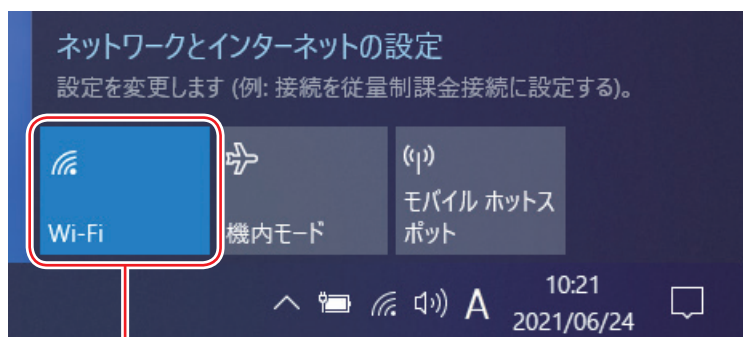 ネットワークとインターネットの設定
設定を変更します (例: 接続を従量制課金接続に設定する)。
Wi-Fi
機内モード
モバイル ホットス
ポット
A
10:21
2021/06/24